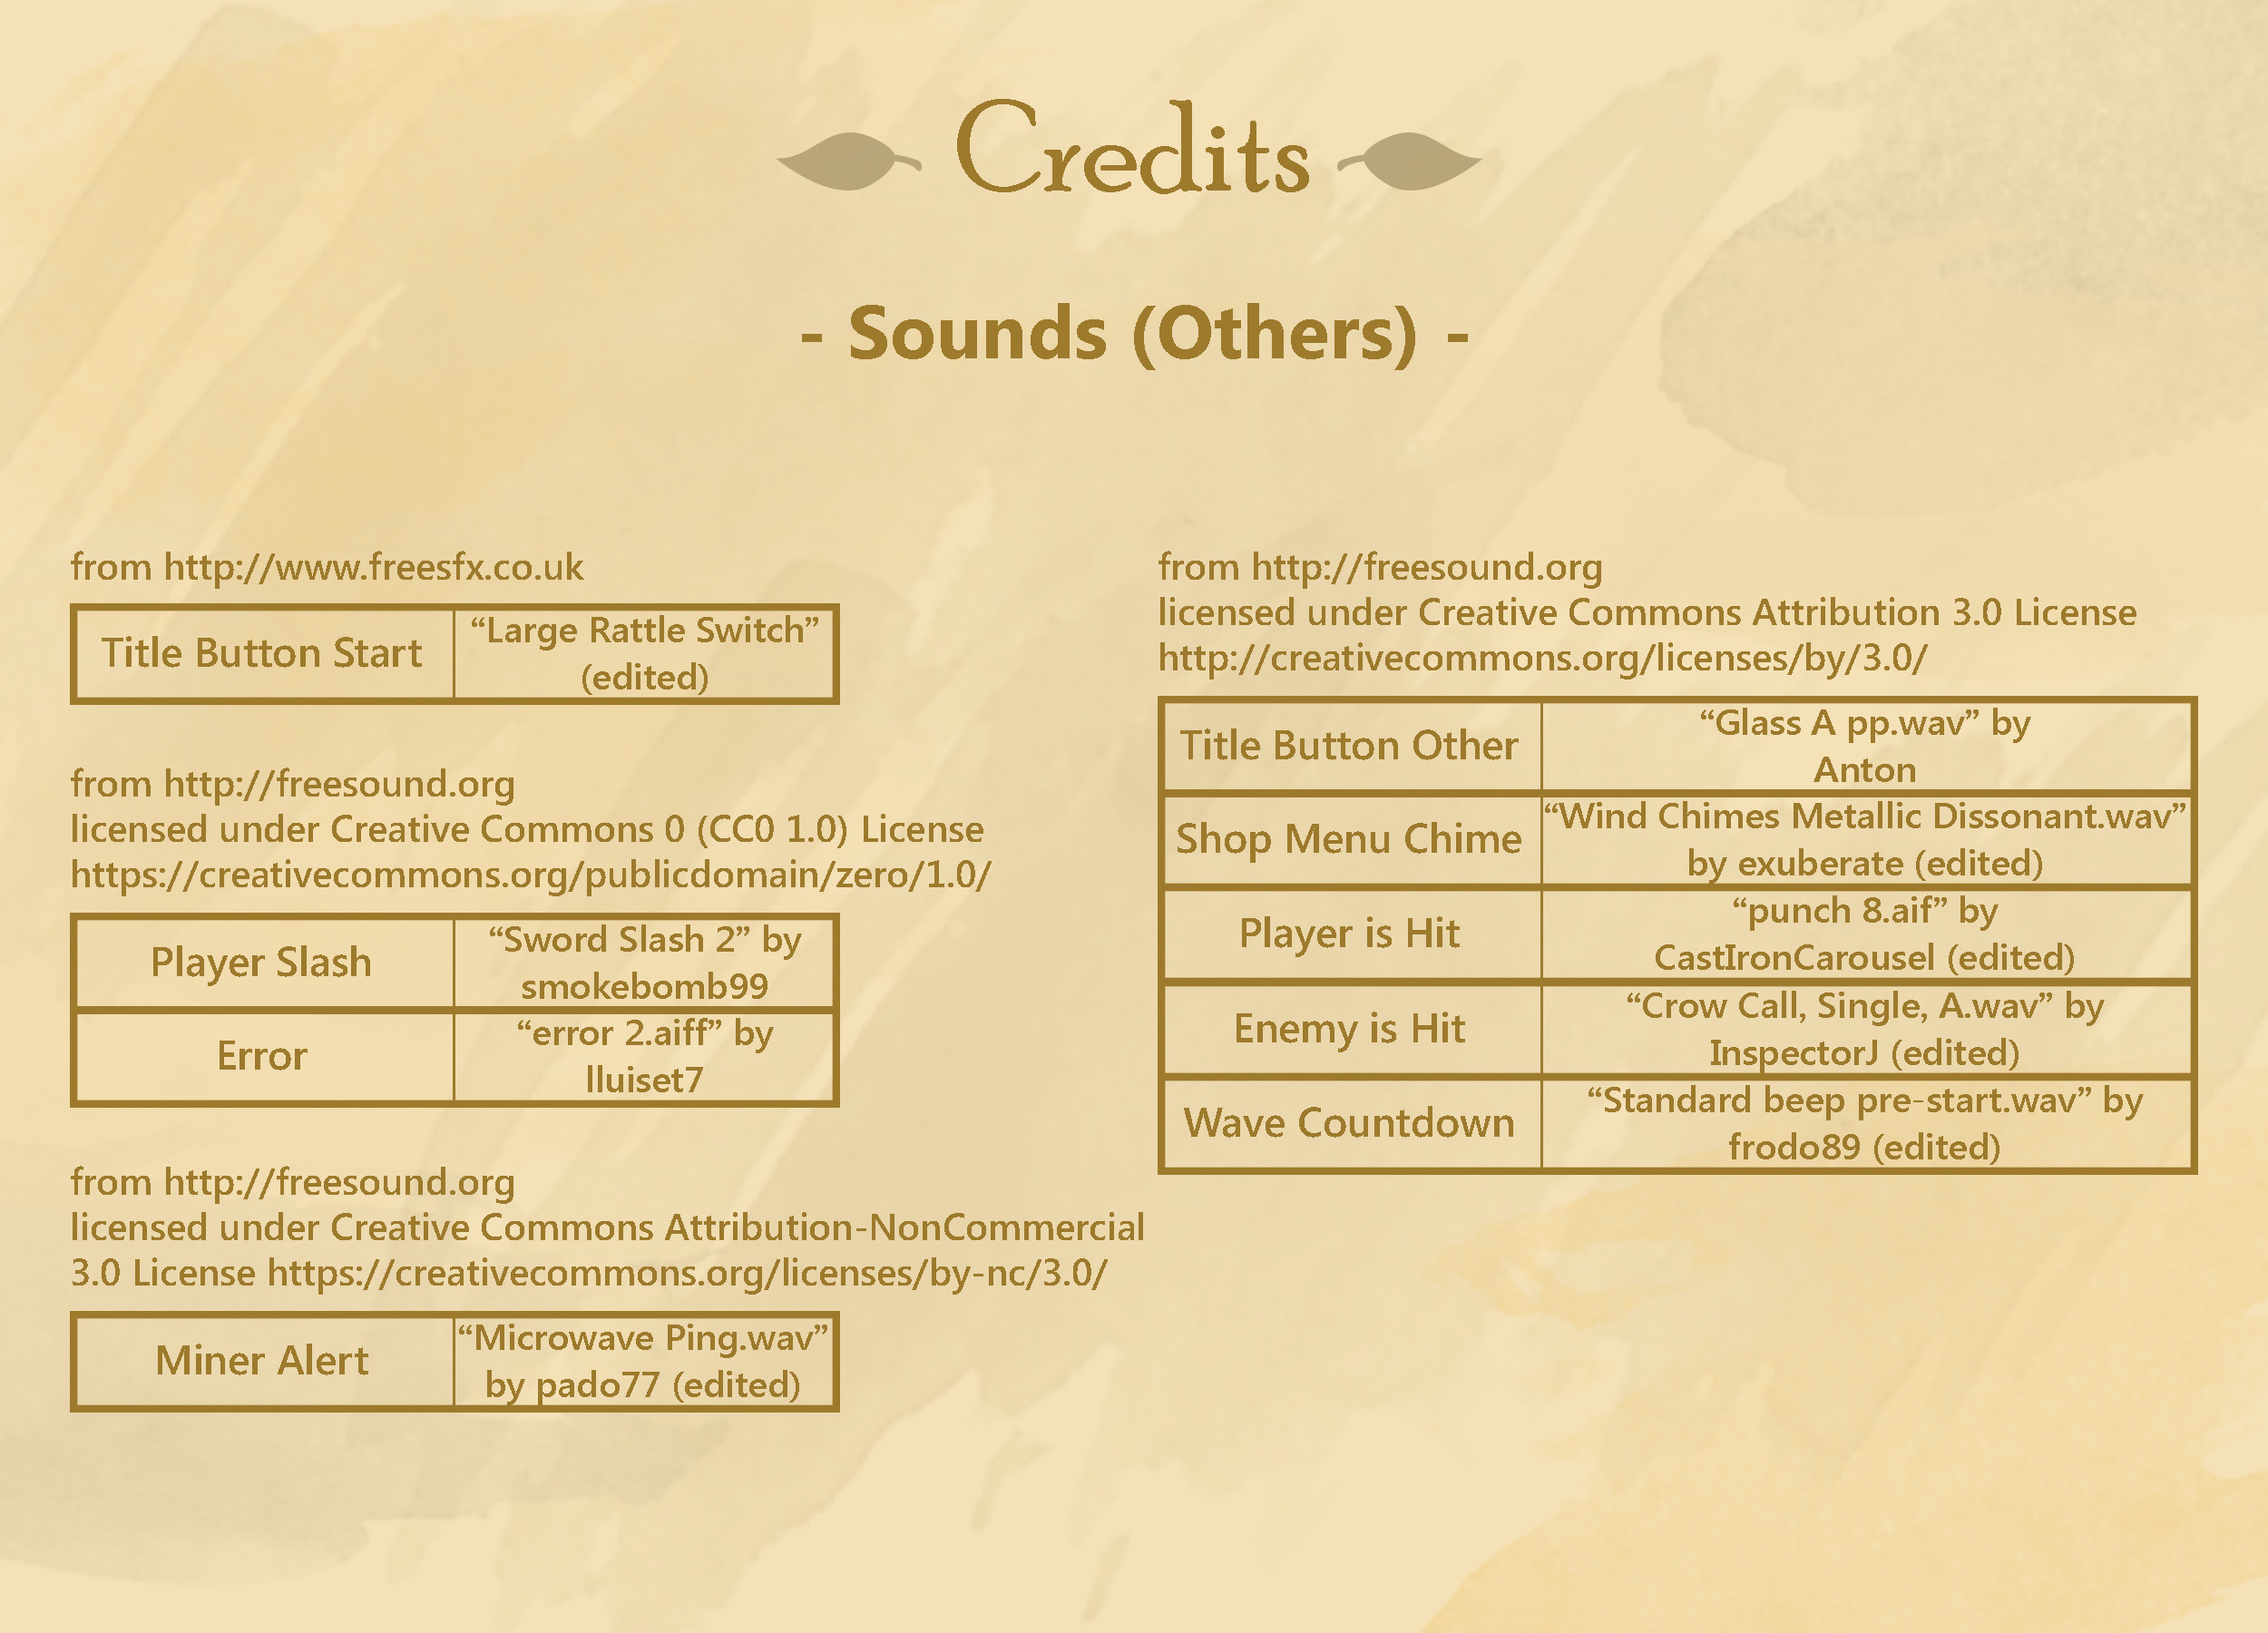 Credits
- Sounds (Others) -
from http://www.freesfx.co.uk
Title Button Start
“Large Rattle Switch”
(edited)
from http://freesound.org
licensed under Creative Commons 0 (CC0 1.0) License
https://creativecommons.org/publicdomain/zero/1.0/
Player Slash
“Sword Slash 2” by
smokebomb99
Error
“error 2.aiff” by
lluiset7
from http://freesound.org
licensed under Creative Commons Attribution-NonCommercial
3.0 License https://creativecommons.org/licenses/by-nc/3.0/
Miner Alert
“Microwave Ping.wav”
by pado77 (edited)
from http://freesound.org
licensed under Creative Commons Attribution 3.0 License
http://creativecommons.org/licenses/by/3.0/
Title Button Other
“Glass A pp.wav” by
Anton
Shop Menu Chime
“Wind Chimes Metallic Dissonant.wav”
by exuberate (edited)
Player is Hit
“punch 8.aif” by
CastIronCarousel (edited)
Enemy is Hit
“Crow Call, Single, A.wav” by
InspectorJ (edited)
Wave Countdown
“Standard beep pre-start.wav” by
frodo89 (edited)